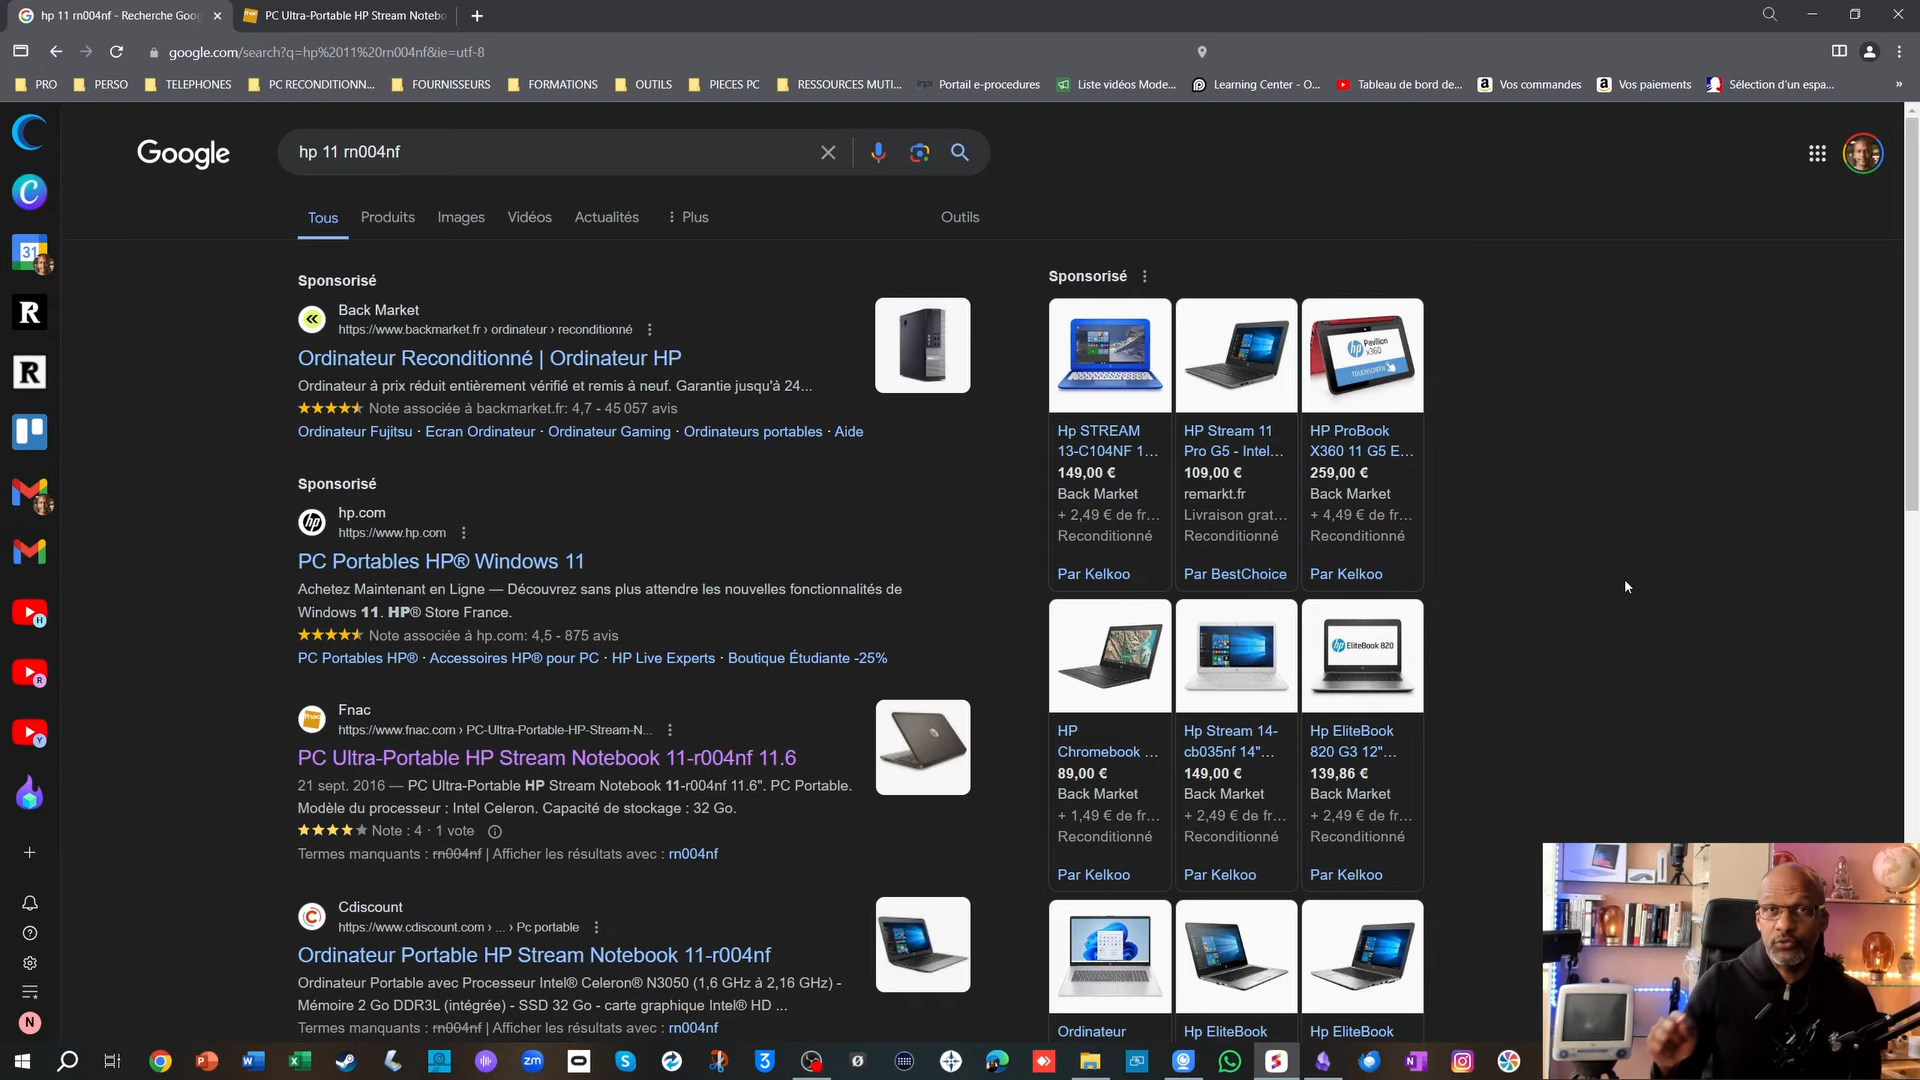 hp 11 rn004nf - Recherche Goo
PC Ultra-Portable HP Stream Notebo
google.com/search?q=hp%2011%20rn004nf&ie=utf-8
PRO
PERSO
TELEPHONES
PC RECONDITIONN...
FOURNISSEURS
FORMATIONS
OUTILS
PIECES PC
RESSOURCES MUTI...
Portail e-procedures
Liste vidéos Mode...
Learning Center - O...
Tableau de bord de...
Vos commandes
Vos paiements
Sélection d'un espa...
»
Google
hp 11 rn004nf
Tous
Produits
Images
Vidéos
Actualités
Plus
Outils
Sponsorisé
Back Market
https://www.backmarket.fr › ordinateur › reconditionné
Ordinateur Reconditionné | Ordinateur HP
Ordinateur à prix réduit entièrement vérifié et remis à neuf. Garantie jusqu'à 24...
Note associée à backmarket.fr: 4,7 - 45 057 avis
Ordinateur Fujitsu · Ecran Ordinateur · Ordinateur Gaming · Ordinateurs portables · Aide
Sponsorisé
hp.com
https://www.hp.com
PC Portables HP® Windows 11
Achetez Maintenant en Ligne — Découvrez sans plus attendre les nouvelles fonctionnalités de
Windows 11. HP® Store France.
Note associée à hp.com: 4,5 - 875 avis
PC Portables HP® · Accessoires HP® pour PC · HP Live Experts · Boutique Étudiante -25%
Fnac
https://www.fnac.com › PC-Ultra-Portable-HP-Stream-N...
PC Ultra-Portable HP Stream Notebook 11-r004nf 11.6
21 sept. 2016 — PC Ultra-Portable HP Stream Notebook 11-r004nf 11.6". PC Portable.
Modèle du processeur : Intel Celeron. Capacité de stockage : 32 Go.
Note : 4 · 1 vote
Termes manquants : rn004nf | Afficher les résultats avec : rn004nf
Cdiscount
https://www.cdiscount.com › ... › Pc portable
Ordinateur Portable HP Stream Notebook 11-r004nf
Ordinateur Portable avec Processeur Intel® Celeron® N3050 (1,6 GHz à 2,16 GHz) -
Mémoire 2 Go DDR3L (intégrée) - SSD 32 Go - carte graphique Intel® HD ...
Termes manquants : rn004nf | Afficher les résultats avec : rn004nf
Sponsorisé
Hp STREAM
13-C104NF 1...
149,00 €
Back Market
+ 2,49 € de fr...
Reconditionné
Par Kelkoo
HP Stream 11
Pro G5 - Intel...
109,00 €
remarkt.fr
Livraison grat...
Reconditionné
Par BestChoice
hp Pavilion
x360
TOUCHSCREEN
HP ProBook
X360 11 G5 E...
259,00 €
Back Market
+ 4,49 € de fr...
Reconditionné
Par Kelkoo
HP
Chromebook ...
89,00 €
Back Market
+ 1,49 € de fr...
Reconditionné
Par Kelkoo
Hp Stream 14-
cb035nf 14"...
149,00 €
Back Market
+ 2,49 € de fr...
Reconditionné
Par Kelkoo
hp EliteBook 820
Hp EliteBook
820 G3 12"...
139,86 €
Back Market
+ 2,49 € de fr...
Reconditionné
Par Kelkoo
Ordinateur
Hp EliteBook
Hp EliteBook
31
R
R
H
R
Y
N
zm